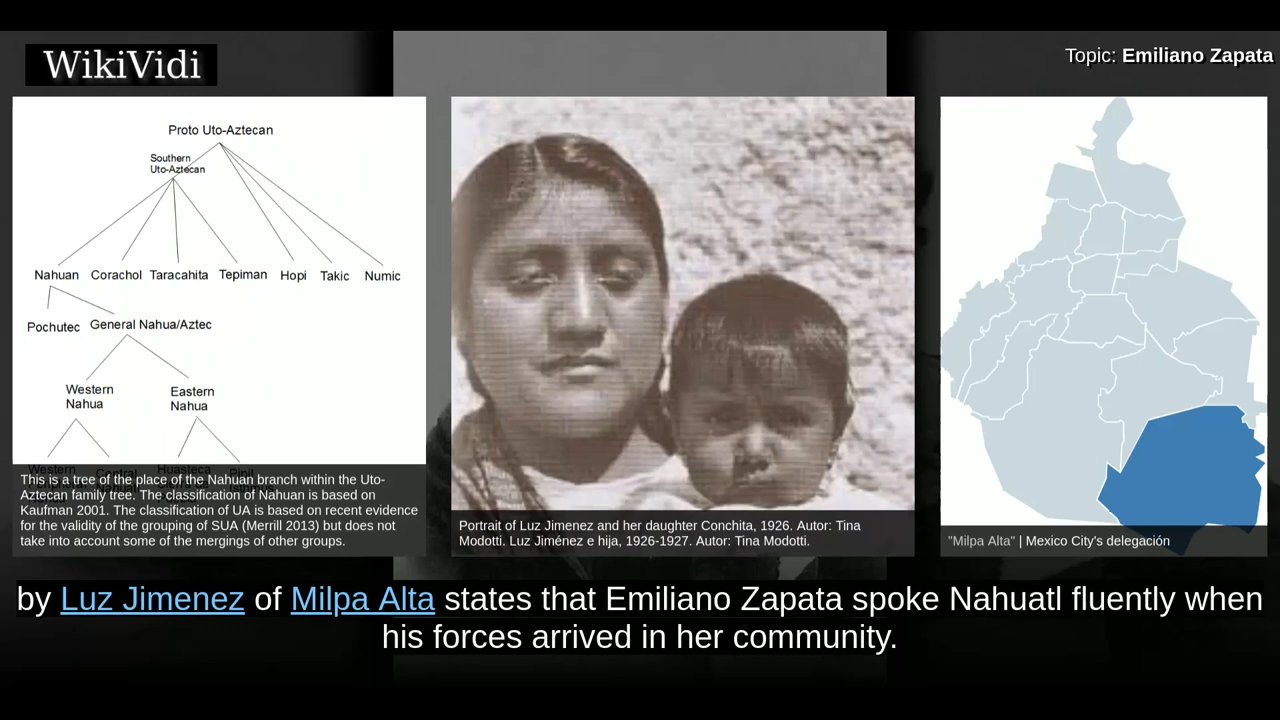 WikiVidi
Topic: Emiliano Zapata
Proto Uto-Aztecan
Southern
Uto-Aztecan
Nahuan Corachol Taracahita Tepiman Hopi Takic Numic
Pochutec General Nahua/Aztec
Western
Nahua
Eastern
Nahua
Western Central Huasteca Pipil
This is a tree of the place of the Nahuan branch within the Uto-
Aztecan family tree. The classification of Nahuan is based on
Kaufman 2001. The classification of UA is based on recent evidence
for the validity of the grouping of SUA (Merrill 2013) but does not
take into account some of the mergings of other groups.
Portrait of Luz Jimenez and her daughter Conchita, 1926. Autor: Tina
Modotti. Luz Jiménez e hija, 1926-1927. Autor: Tina Modotti.
"Milpa Alta" | Mexico City's delegación
by Luz Jimenez of Milpa Alta states that Emiliano Zapata spoke Nahuatl fluently when
his forces arrived in her community.